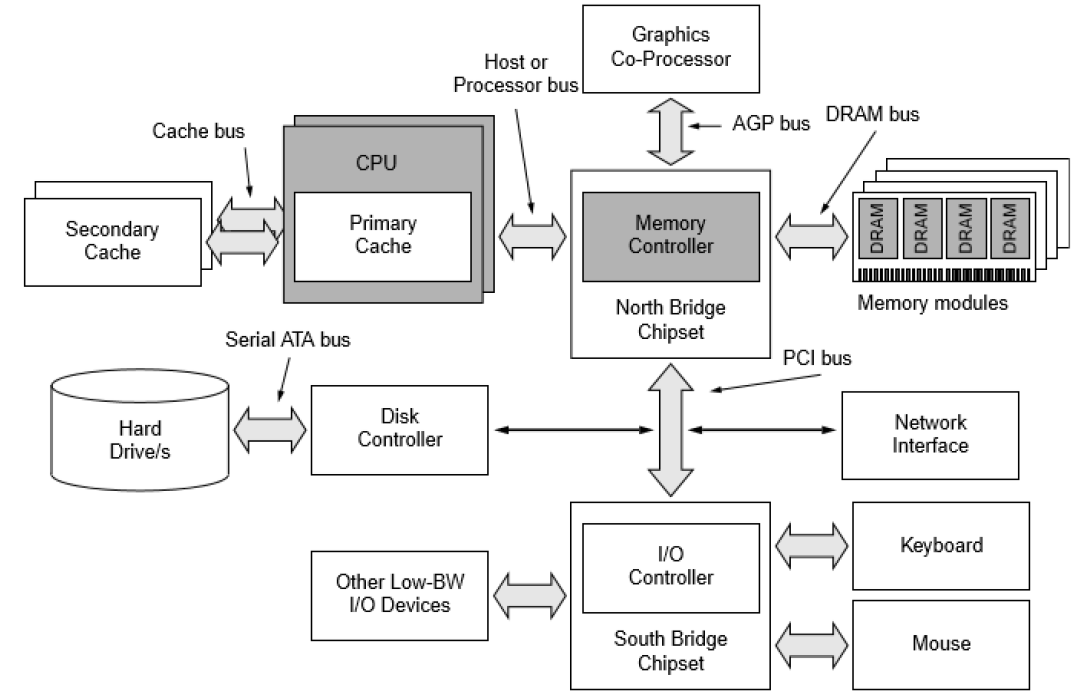 Graphics
Co-Processor
Host or
Processor bus
AGP bus
DRAM bus
Cache bus
CPU
Secondary
Cache
Primary
Cache
Memory
Controller
North Bridge
Chipset
DRAM
DRAM
DRAM
DRAM
Memory modules
Serial ATA bus
PCI bus
Hard
Drive/s
Disk
Controller
Network
Interface
Other Low-BW
I/O Devices
I/O
Controller
South Bridge
Chipset
Keyboard
Mouse